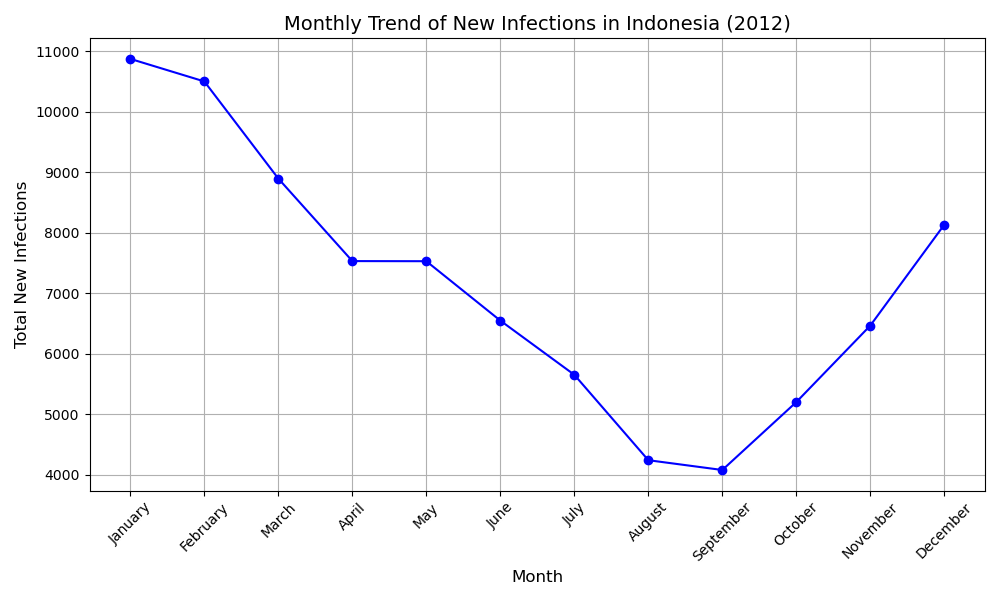 Monthly Trend of New Infections in Indonesia (2012)
Total New Infections
11000
10000
9000
8000
7000
6000
5000
4000
January
February
March
April
May
June
July
August
September
October
November
December
Month